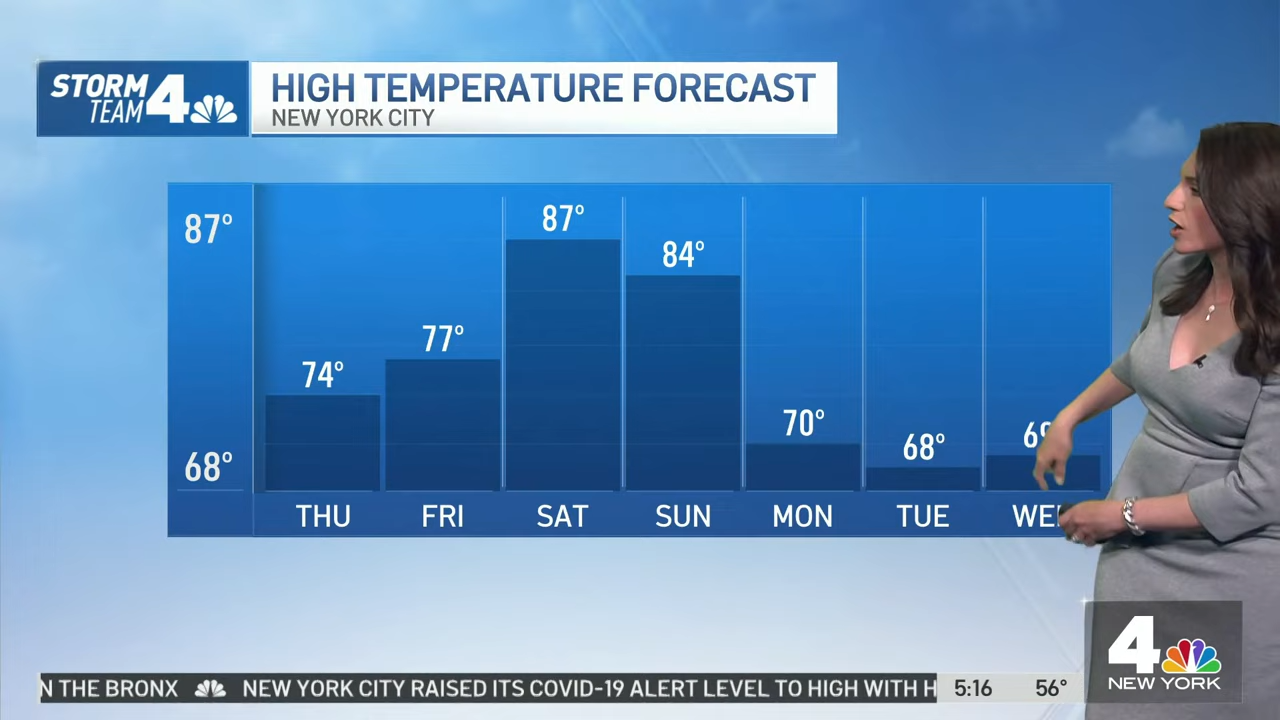 STORM
TEAM 4
HIGH TEMPERATURE FORECAST
NEW YORK CITY
87°
68°
74° 77° 87° 84° 70° 68°
THU FRI SAT SUN MON TUE
N THE BRONX NEW YORK CITY RAISED ITS COVID-19 ALERT LEVEL TO HIGH WITH H
5:16 56°
4
NEW YORK